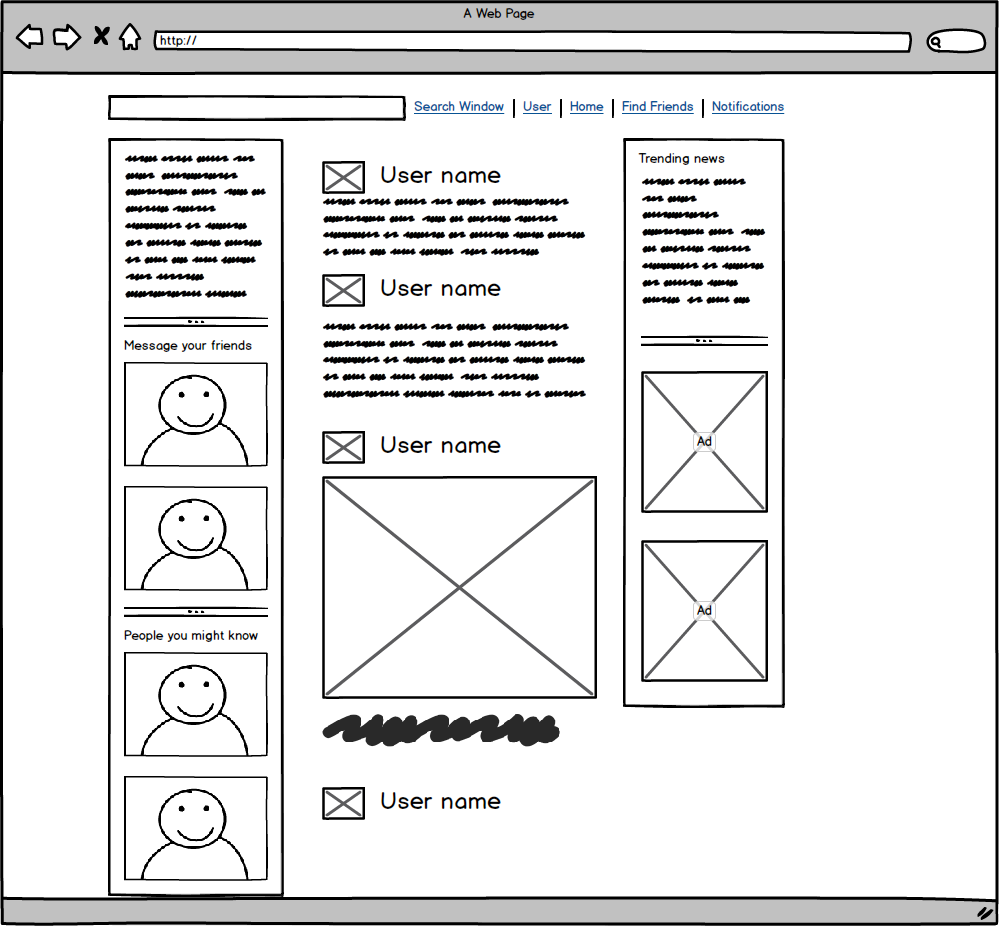 A Web Page
http://
Search Window User Home Find Friends Notifications
Message your friends
People you might know
User name
User name
User name
User name
Trending news
Ad
Ad